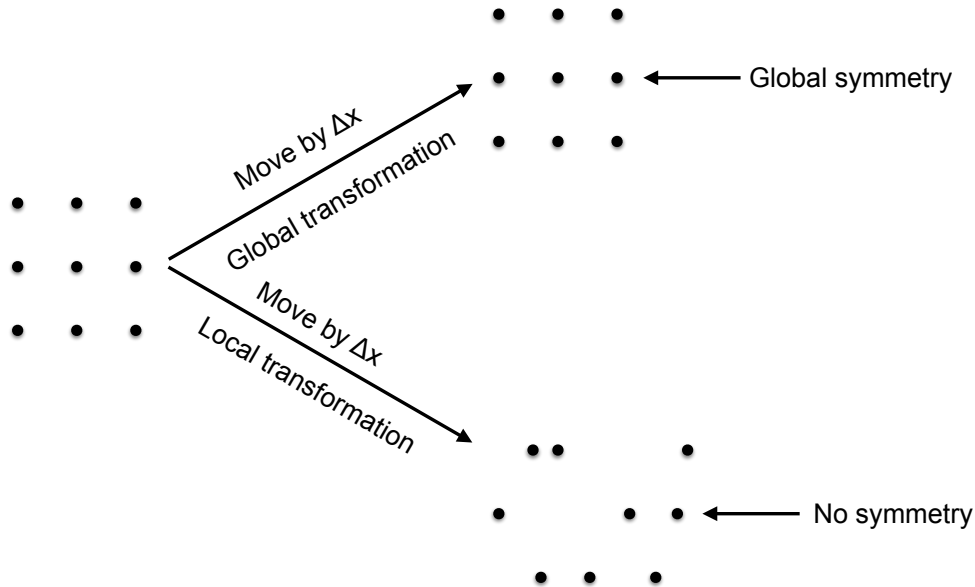 Global symmetry
Move by Δx
Global transformation
Move by Δx
Local transformation
No symmetry